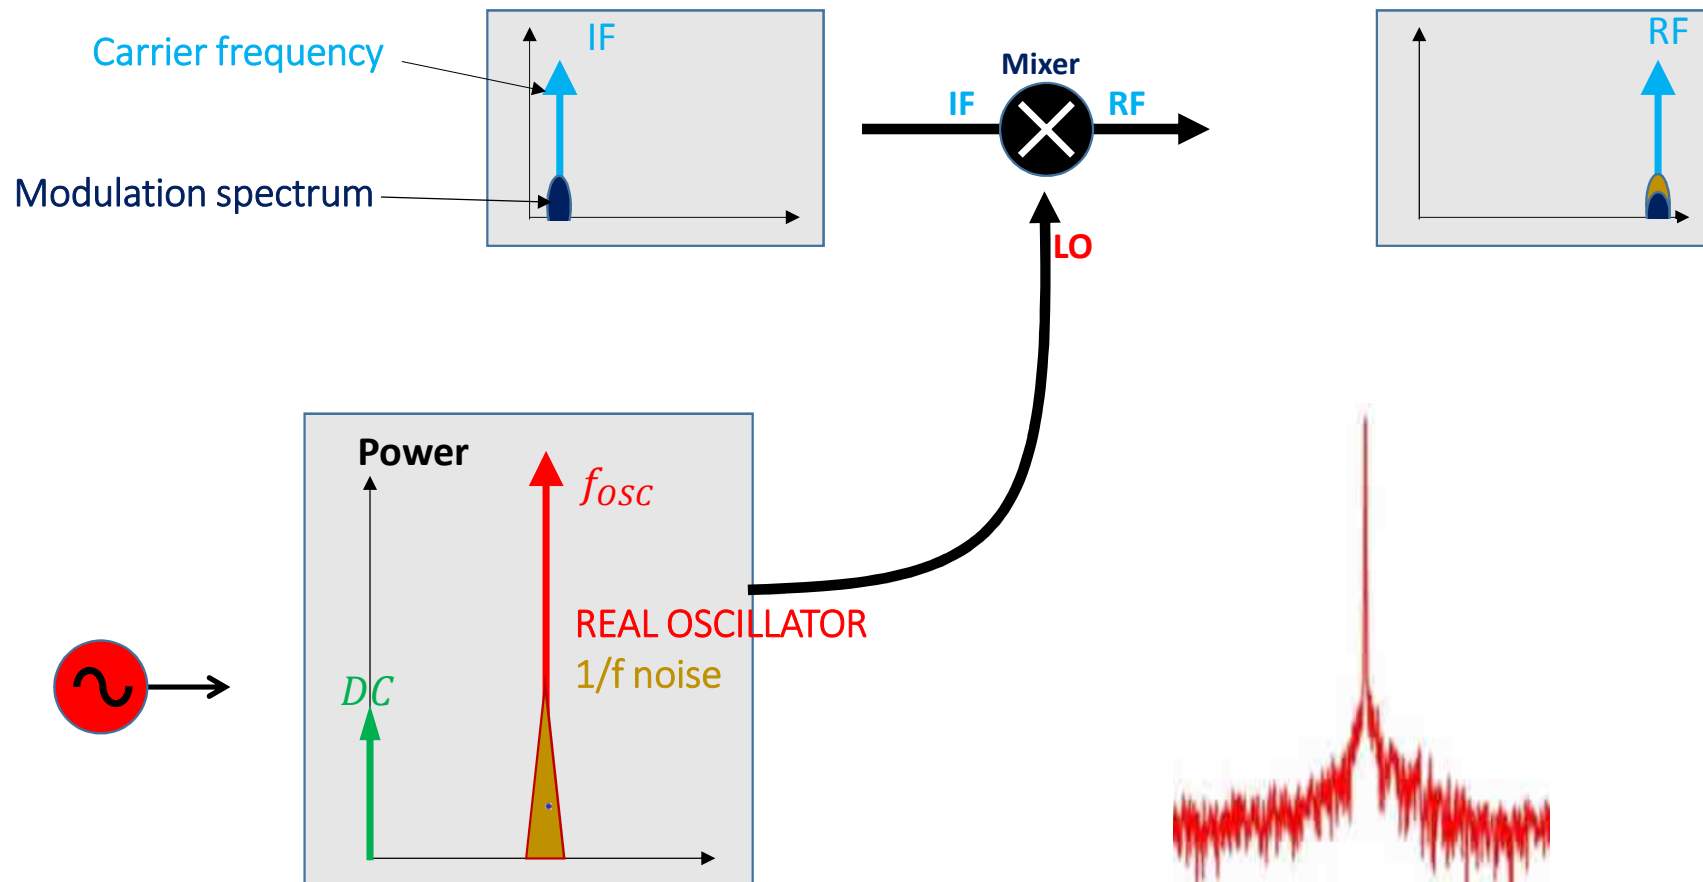 Carrier frequency
IF
Modulation spectrum
Mixer
IF
RF
LO
RF
Power
fosc
REAL OSCILLATOR
1/f noise
DC